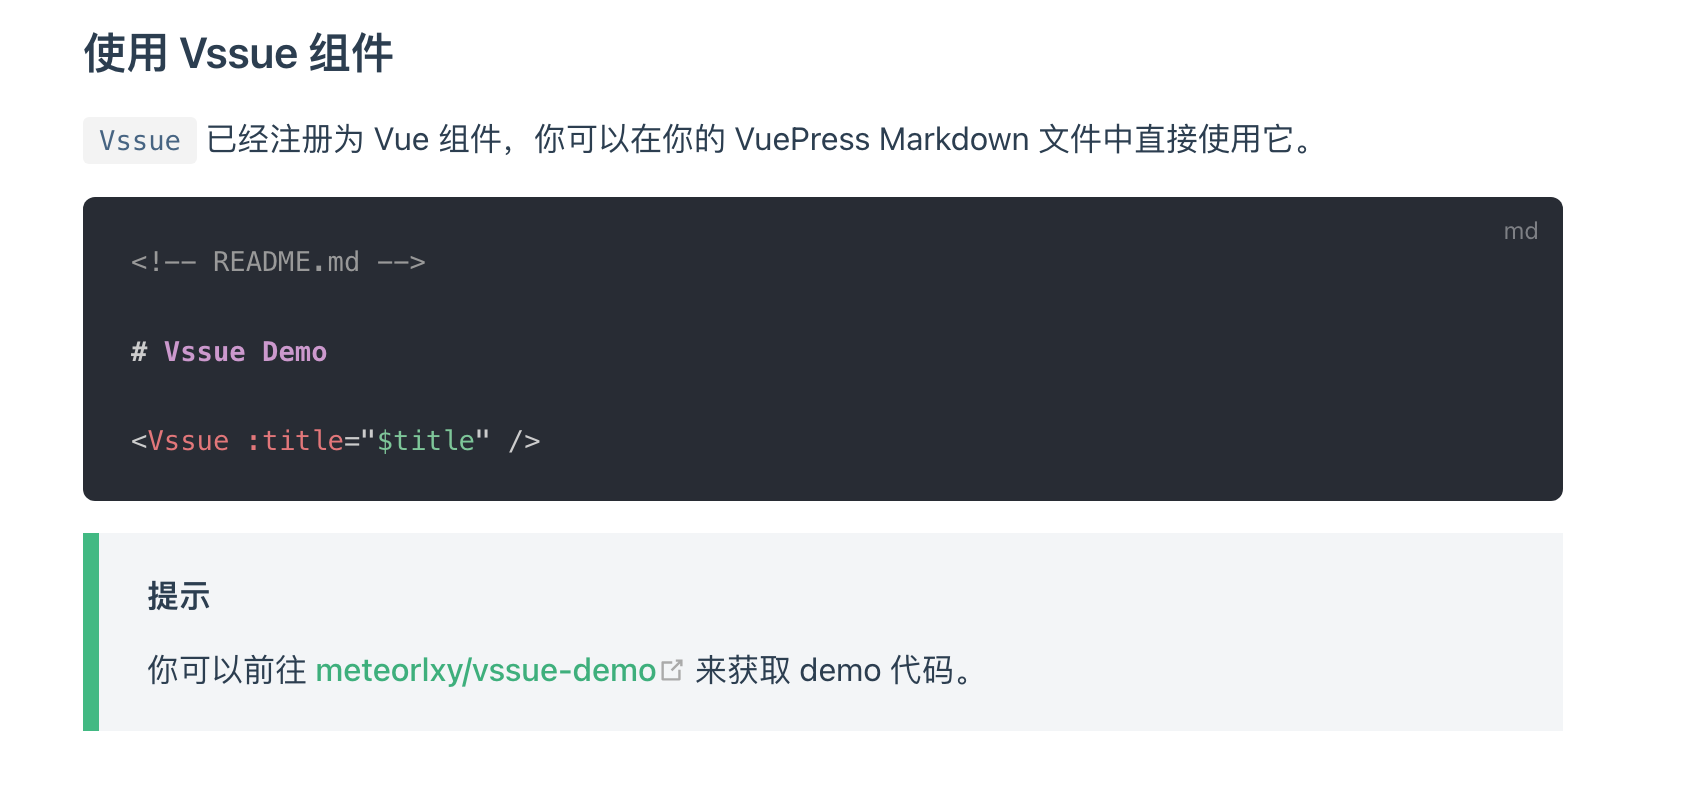 使用 Vssue 组件
Vssue 已经注册为 Vue 组件，你可以在你的 VuePress Markdown 文件中直接使用它。
md
<!-- README.md -->
# Vssue Demo
<Vssue :title="$title" />
提示
你可以前往 meteorlxy/vssue-demo 来获取 demo 代码。